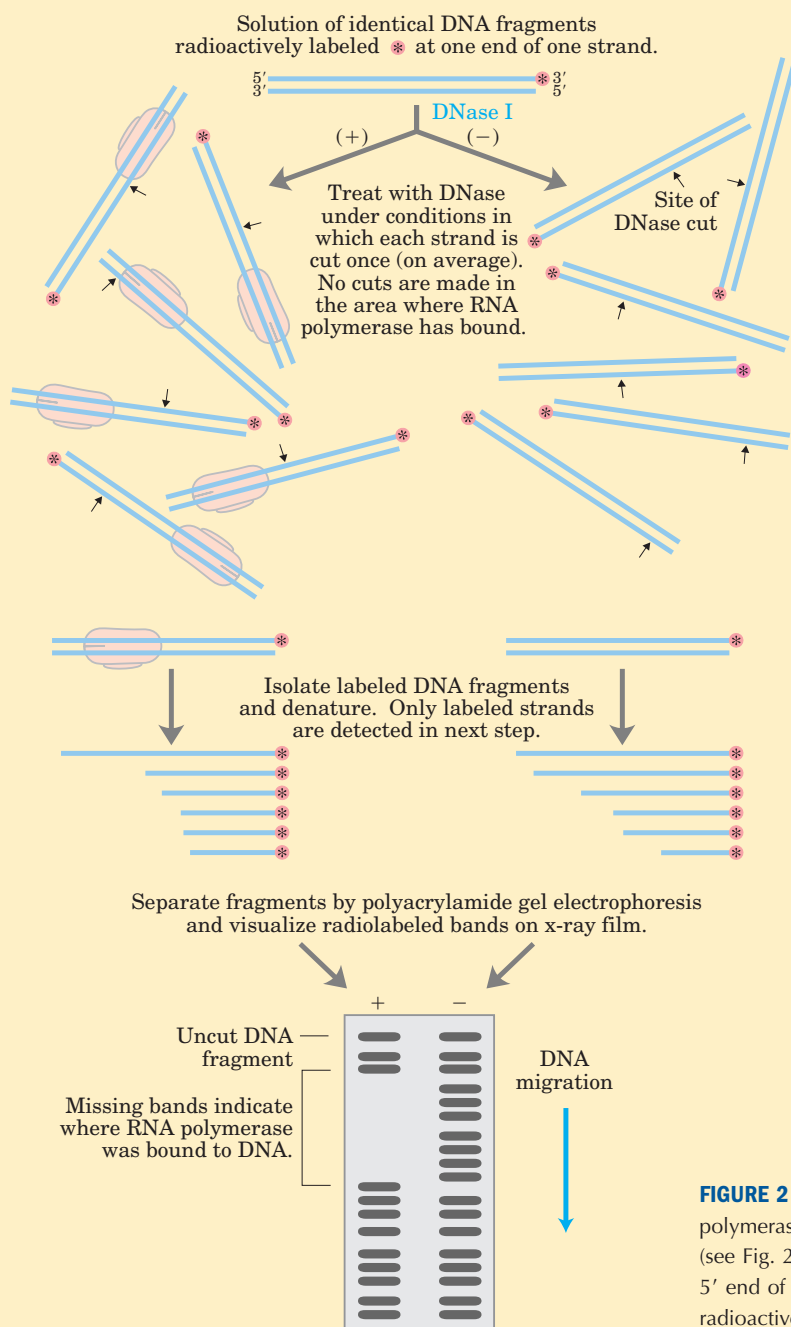 Solution of identical DNA fragments
radioactively labeled * at one end of one strand.
5′ * 3′
3′ 5′
DNase I
(+) (−)
Treat with DNase
under conditions in
which each strand is
cut once (on average).
No cuts are made in
the area where RNA
polymerase has bound.
Site of
DNase cut
*
*
*
*
*
*
*
*
*
*
*
*
*
*
* *
Isolate labeled DNA fragments
and denature. Only labeled strands
are detected in next step.
* *
* *
* *
* *
* *
* *
Separate fragments by polyacrylamide gel electrophoresis
and visualize radiolabeled bands on x-ray film.
+ −
Uncut DNA
fragment
DNA
migration
Missing bands indicate
where RNA polymerase
was bound to DNA.
FIGURE 2
polymeras
(see Fig. 2
5′ end of
radioactive